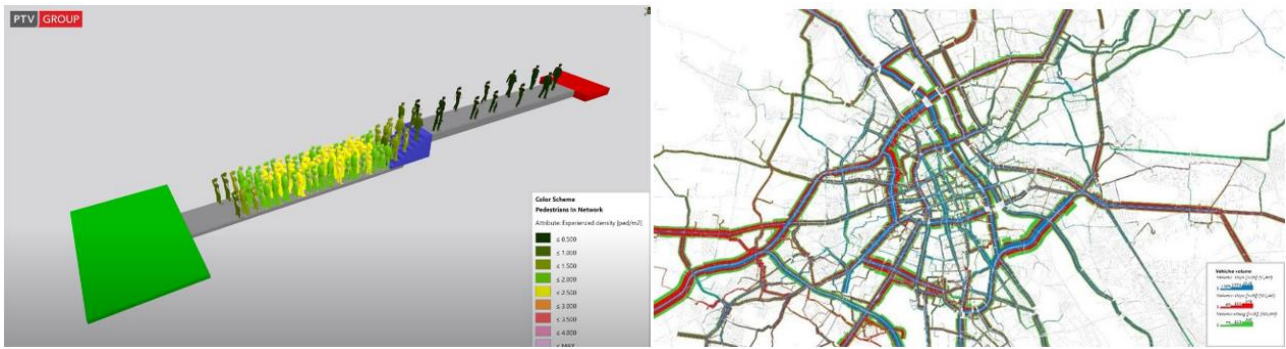 PTV GROUP
Color Scheme
Pedestrians In Network
Attribute: Experienced density [ped/m2]
≤ 0.500
≤ 1.000
≤ 1.500
≤ 2.000
≤ 2.500
≤ 3.000
≤ 3.500
≤ 4.000
≤ MAX
Vehicle volume